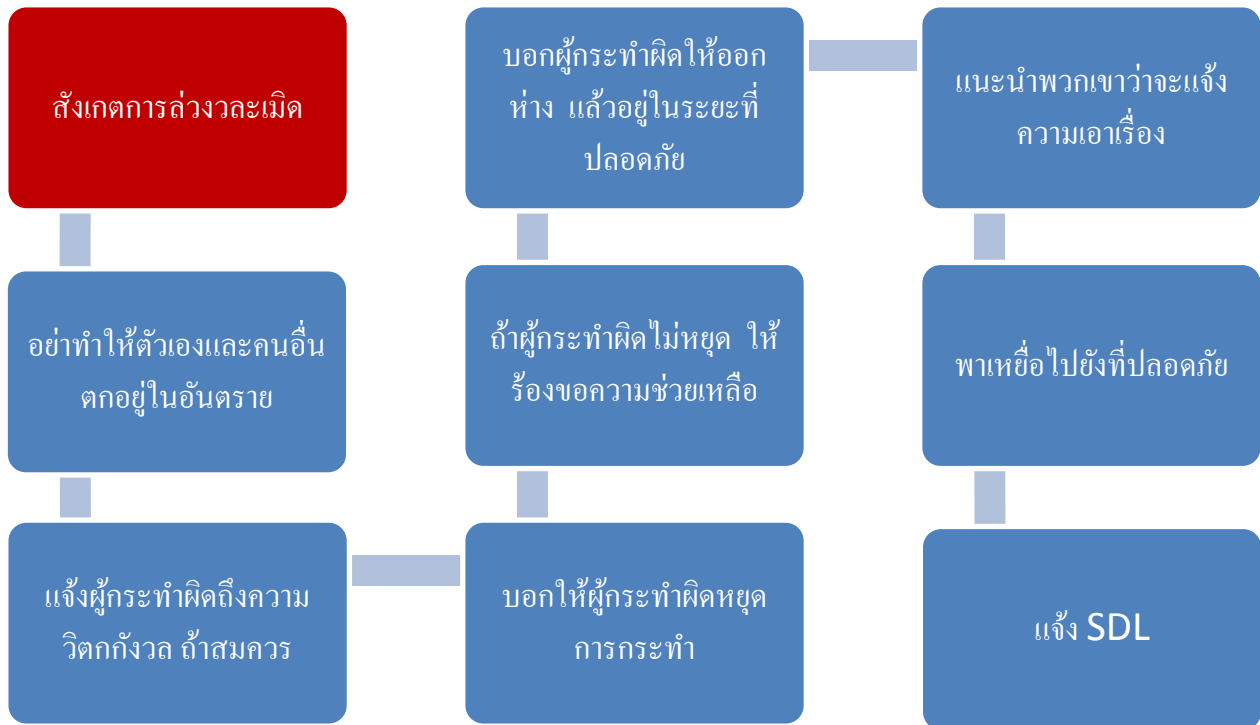 สังเกตการล่วงวละเมิด
อย่าทำให้ตัวเองและคนอื่น
ตกอยู่ในอันตราย
แจ้งผู้กระทำผิดถึงความ
วิตกกังวล ถ้าสมควร
บอกให้ผู้กระทำผิดหยุด
การกระทำ
ถ้าผู้กระทำผิดไม่หยุด ให้
ร้องขอความช่วยเหลือ
บอกผู้กระทำผิดให้ออก
ห่าง แล้วอยู่ในระยะที่
ปลอดภัย
แนะนำพวกเขาว่าจะแจ้ง
ความเอาเรื่อง
พาเหยื่อไปยังที่ปลอดภัย
แจ้ง SDL